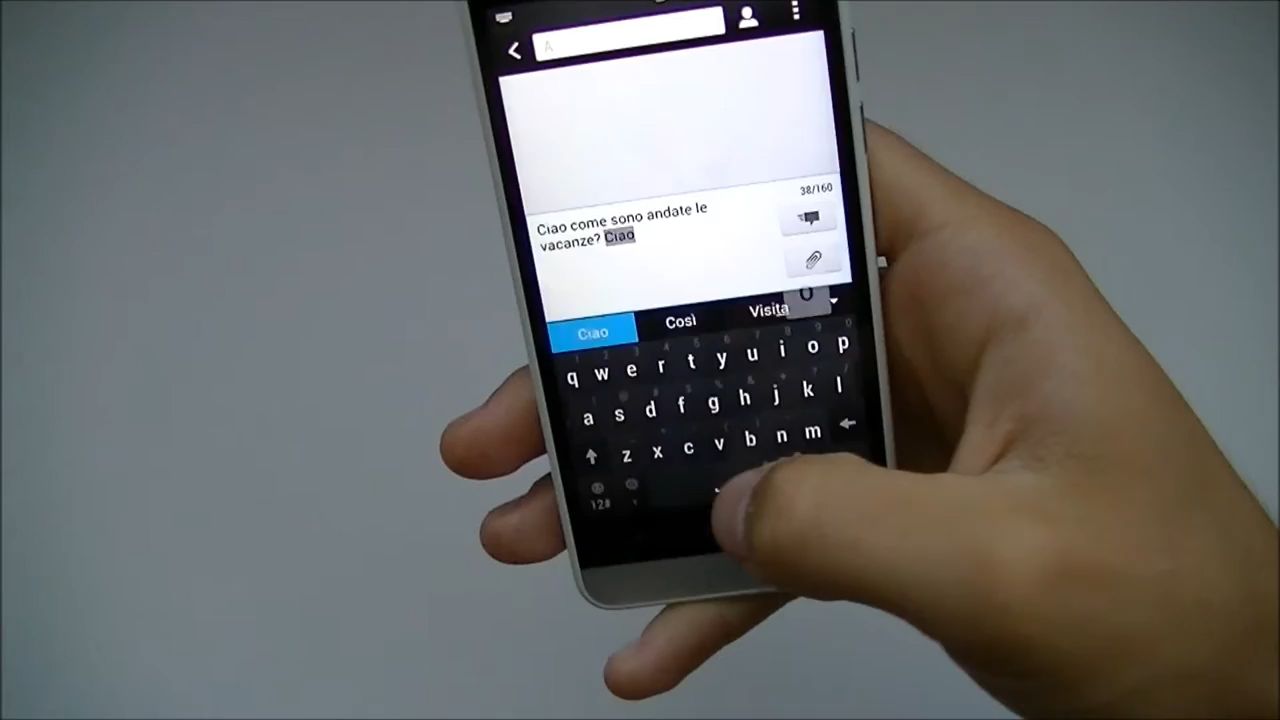 A
38/160
Ciao come sono andate le
vacanze? Ciao
Ciao Così Visita
q w e r t y u i o p
a s d f g h j k l
z x c v b n m